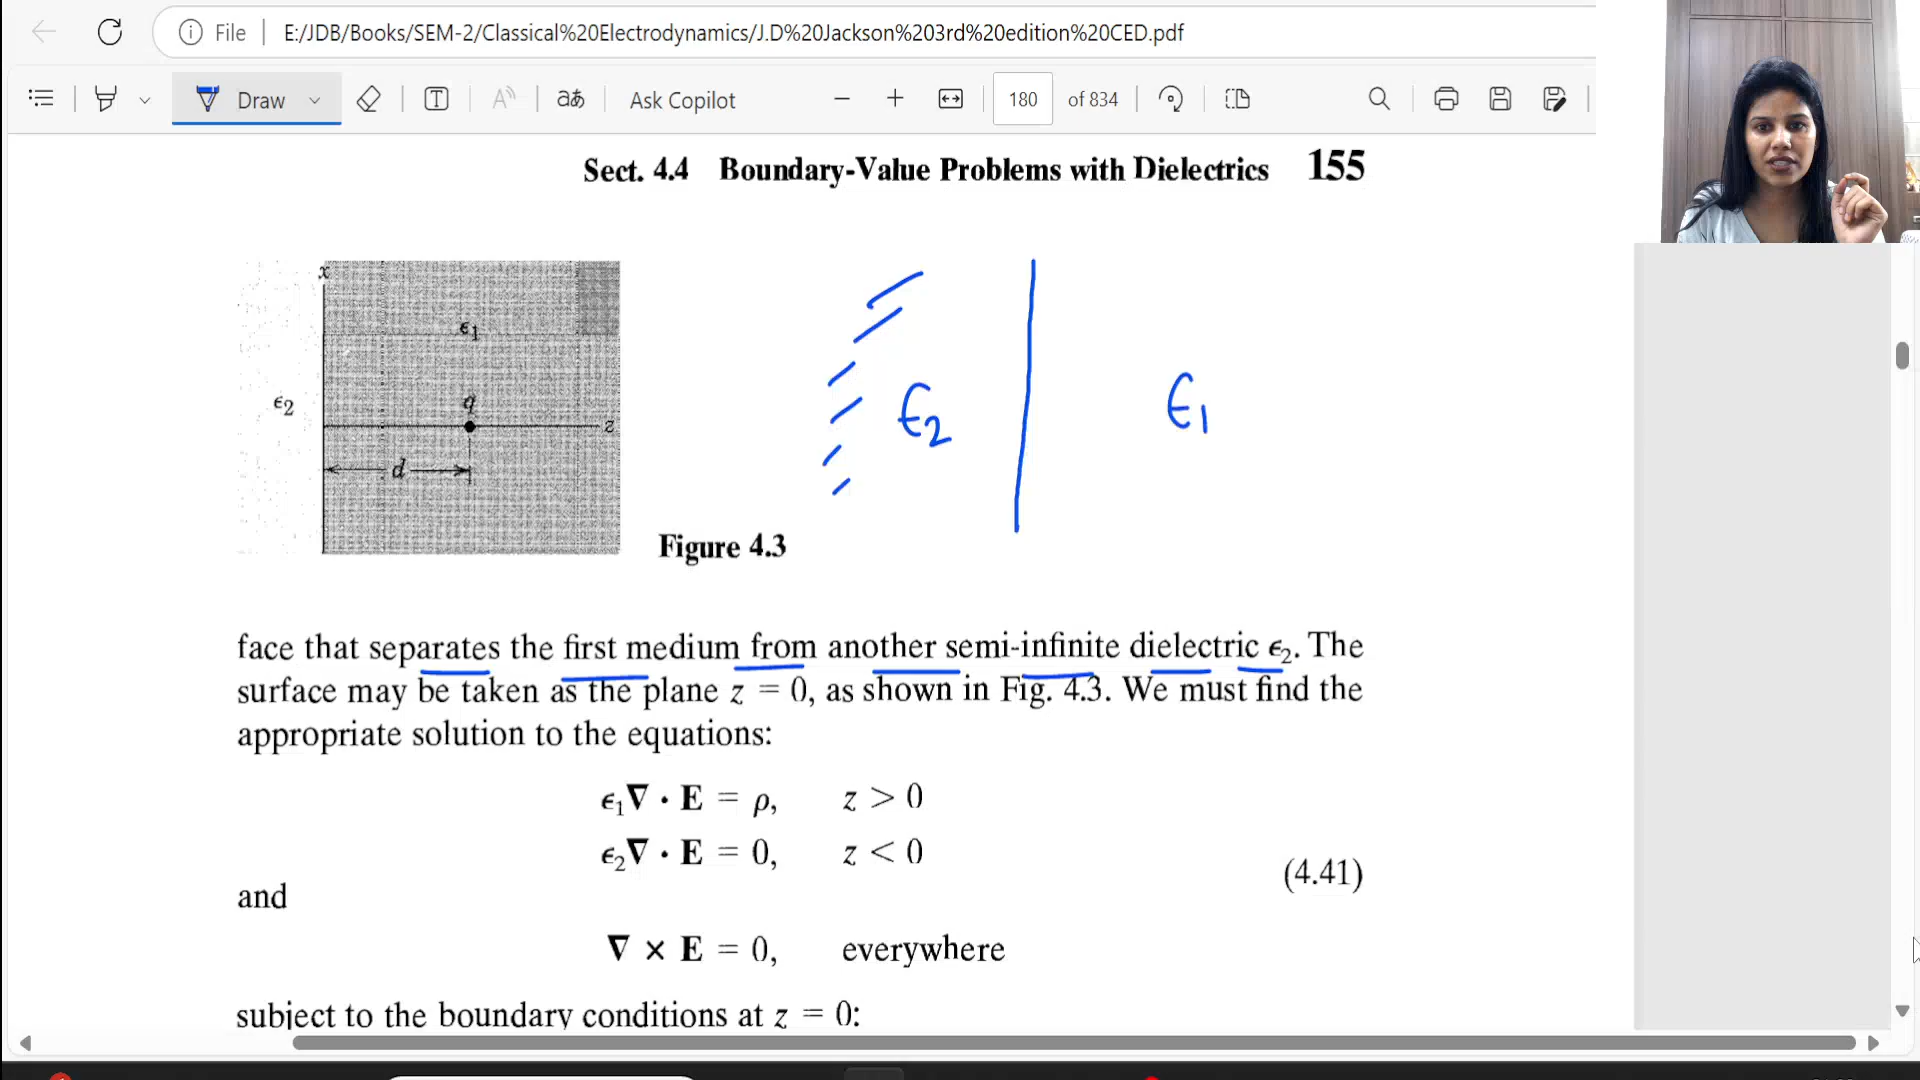 File | E:/JDB/Books/SEM-2/Classical%20Electrodynamics/J.D%20Jackson%203rd%20edition%20CED.pdf
Draw T A aあ Ask Copilot 180 of 834
Sect. 4.4 Boundary-Value Problems with Dielectrics 155
x
ϵ₁
ϵ₂
q
z
d
ϵ₂ ϵ₁
Figure 4.3
face that separates the first medium from another semi-infinite dielectric ϵ₂. The
surface may be taken as the plane z = 0, as shown in Fig. 4.3. We must find the
appropriate solution to the equations:
ϵ₁∇ · E = ρ, z > 0
ϵ₂∇ · E = 0, z < 0
(4.41)
and
∇ × E = 0, everywhere
subject to the boundary conditions at z = 0: